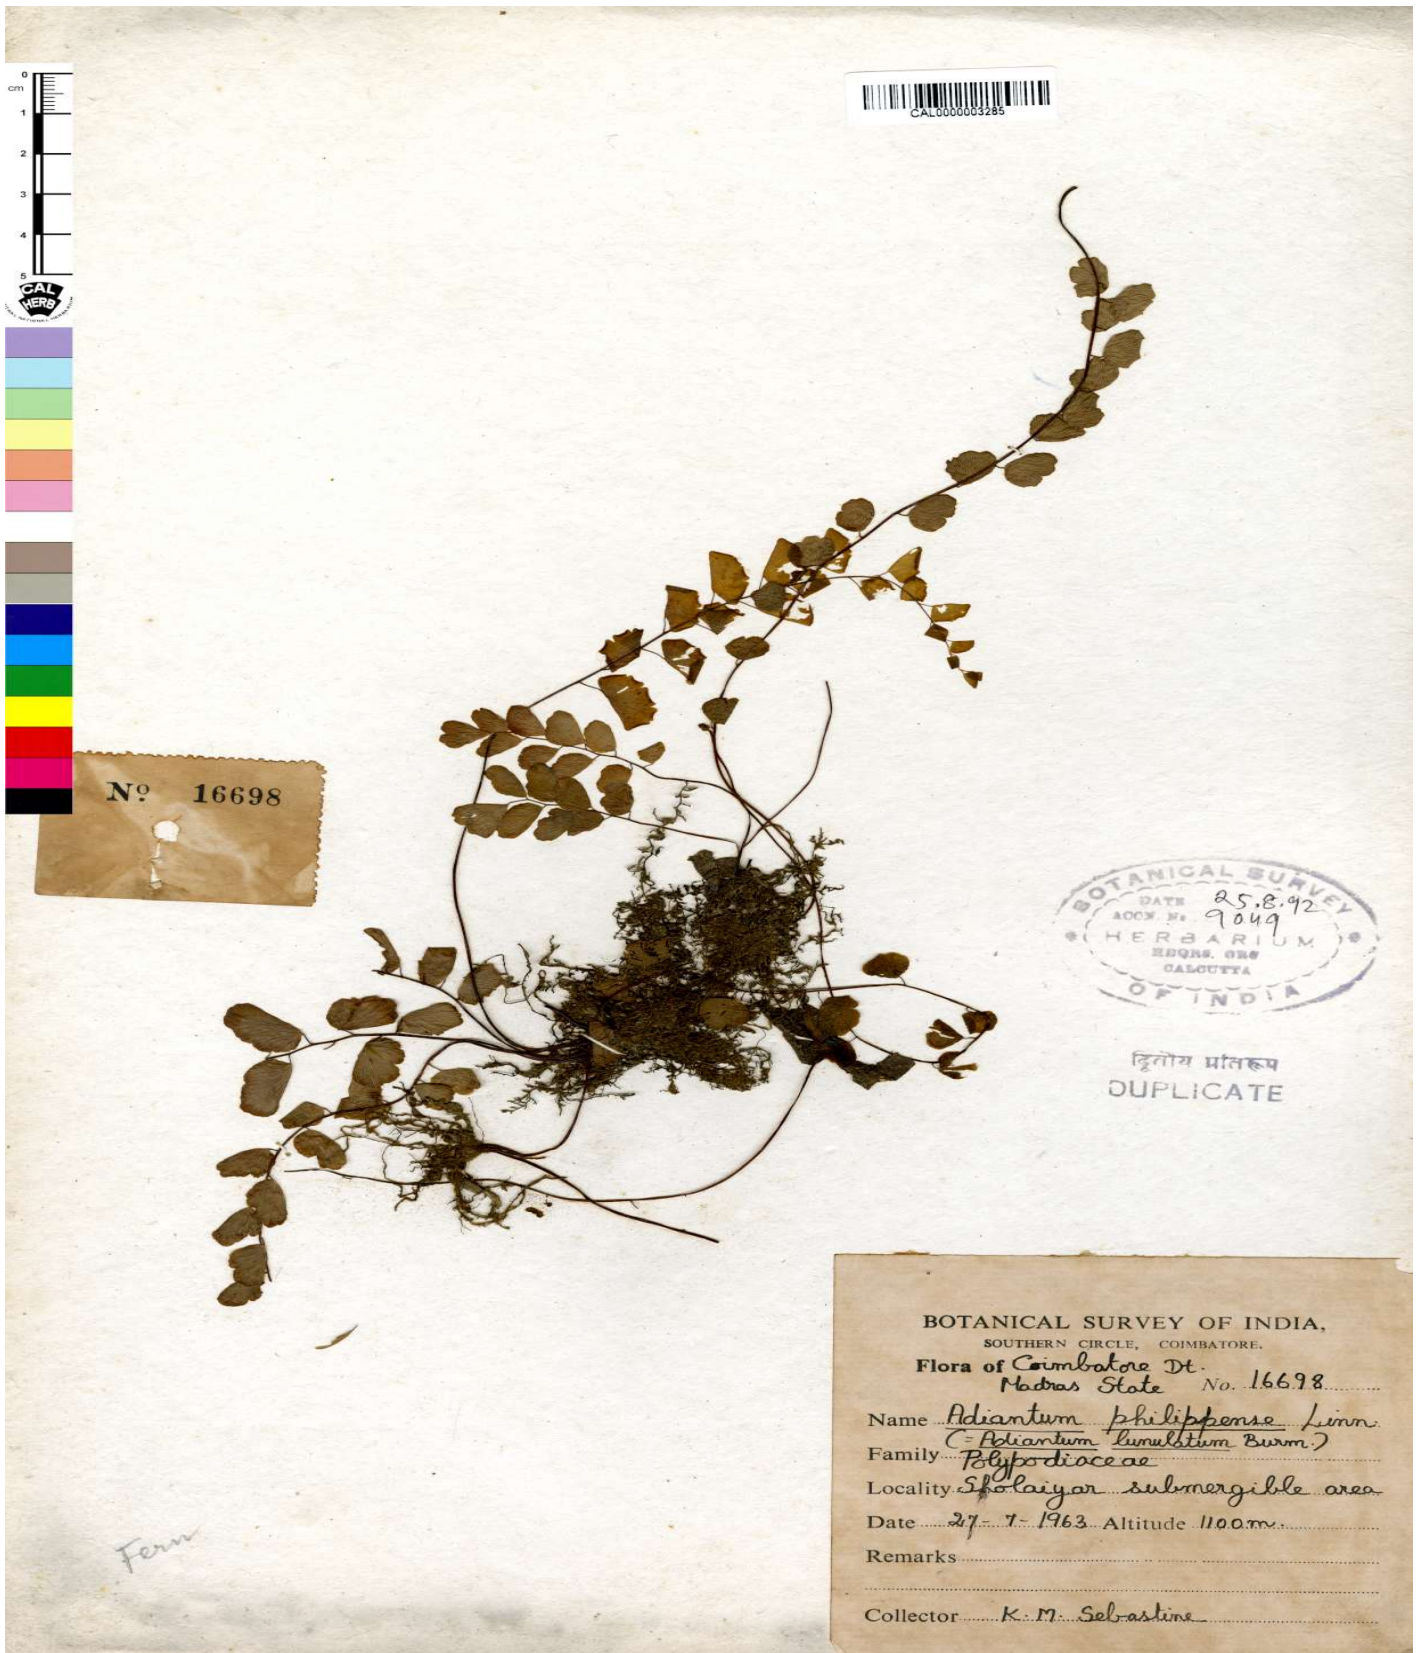 0
cm
1
2
3
4
5
CAL
HERB
CAL0000003285
Nº 16698
BOTANICAL SURVEY
DATE 25.8.92
ACCN. No. 9049
HERBARIUM
HDQRS. ORG
CALCUTTA
OF INDIA
द्वितीय प्रतिरूप
DUPLICATE
BOTANICAL SURVEY OF INDIA,
SOUTHERN CIRCLE, COIMBATORE.
Flora of Coimbatore Dt.
Madras State No. 16698
Name Adiantum philippense Linn.
(= Adiantum lunulatum Burm.)
Family Polypodiaceae
Locality Sholaiyar submergible area
Date 27-7-1963 Altitude 1100m.
Remarks
Collector K. M. Sebastine
Fern